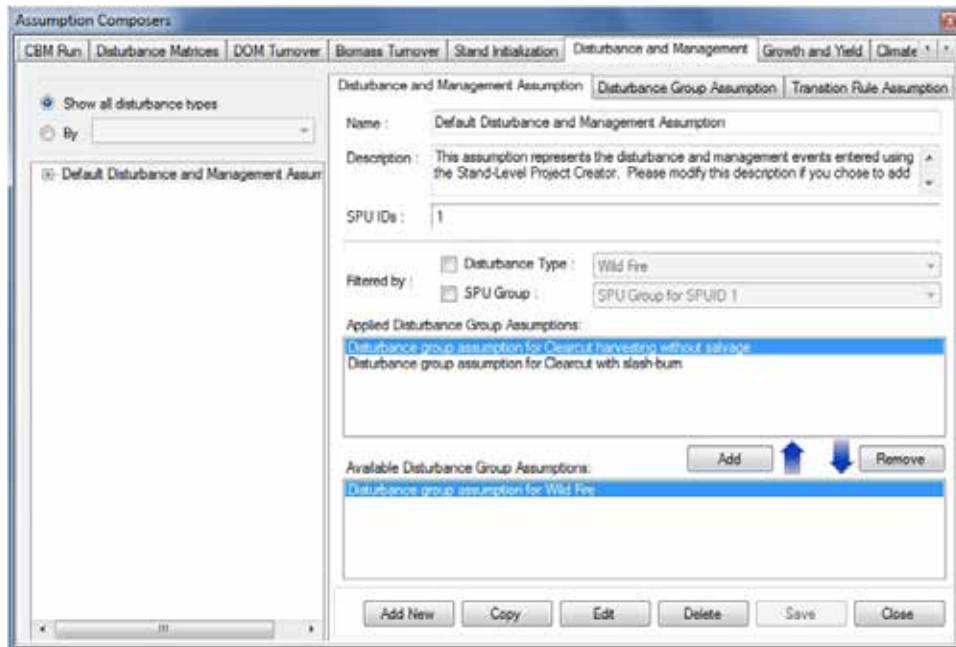 Assumption Composers
CBM Run Disturbance Matrices DOM Turnover Biomass Turnover Stand Initialization Disturbance and Management Growth and Yield Climate
Disturbance and Management Assumption Disturbance Group Assumption Transition Rule Assumption
Show all disturbance types
By
Default Disturbance and Management Assum
Name : Default Disturbance and Management Assumption
Description : This assumption represents the disturbance and management events entered using
the Stand-Level Project Creator. Please modify this description if you chose to add
SPU IDs : 1
Filtered by :
Disturbance Type : Wild Fire
SPU Group : SPU Group for SPUID 1
Applied Disturbance Group Assumptions:
Disturbance group assumption for Clearcut harvesting without salvage
Disturbance group assumption for Clearcut with slash-burn
Add Remove
Available Disturbance Group Assumptions:
Disturbance group assumption for Wild Fire
Add New Copy Edit Delete Save Close